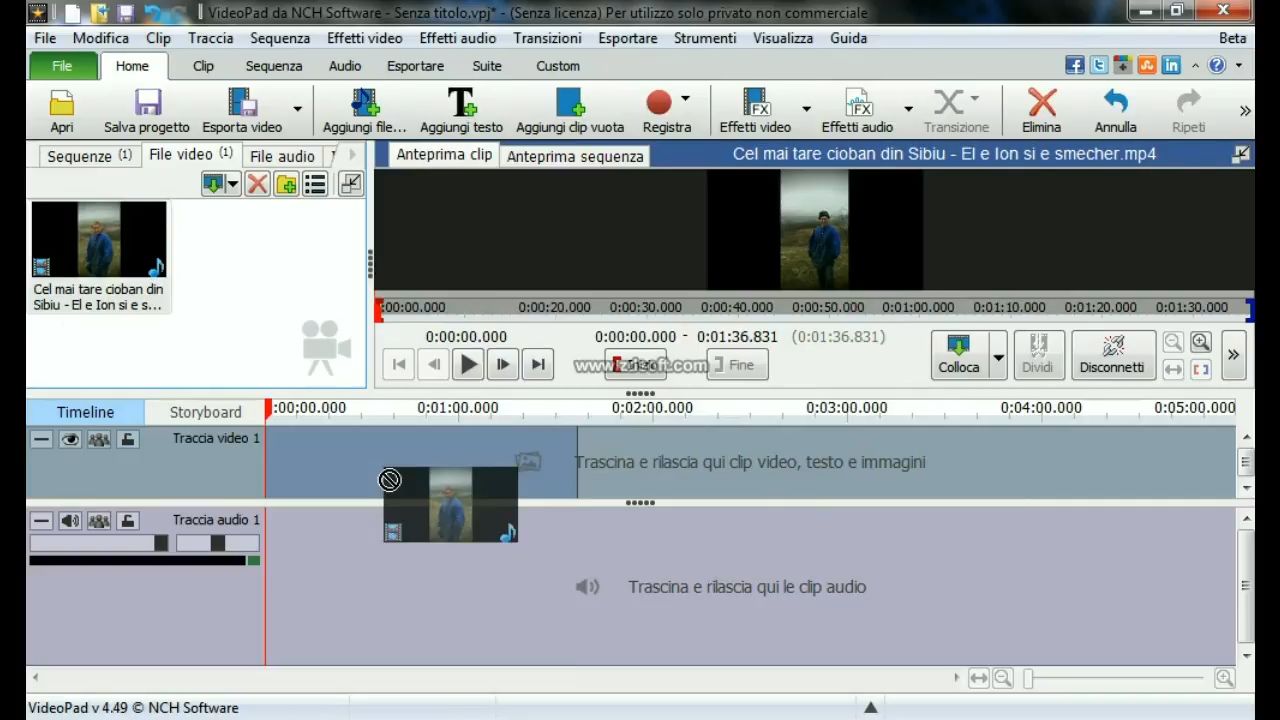 VideoPad da NCH Software - Senza titolo.vpj* - (Senza licenza) Per utilizzo solo privato non commerciale
File Modifica Clip Traccia Sequenza Effetti video Effetti audio Transizioni Esportare Strumenti Visualizza Guida Beta
File Home Clip Sequenza Audio Esportare Suite Custom
Apri Salva progetto Esporta video Aggiungi file... Aggiungi testo Aggiungi clip vuota Registra Effetti video Effetti audio Transizione Elimina Annulla Ripeti
Sequenze (1) File video (1) File audio
Anteprima clip Anteprima sequenza Cel mai tare cioban din Sibiu - El e Ion si e smecher.mp4
Cel mai tare cioban din
Sibiu - El e Ion si e s...
:00:00.000 0:00:20.000 0:00:30.000 0:00:40.000 0:00:50.000 0:01:00.000 0:01:10.000 0:01:20.000 0:01:30.000
0:00:00.000 0:00:00.000 - 0:01:36.831 (0:01:36.831)
www.zdsoft.com Fine
Colloca Dividi Disconnetti
Timeline Storyboard :00:00.000 0:01:00.000 0:02:00.000 0:03:00.000 0:04:00.000 0:05:00.000
Traccia video 1
Trascina e rilascia qui clip video, testo e immagini
Traccia audio 1
Trascina e rilascia qui le clip audio
VideoPad v 4.49 © NCH Software